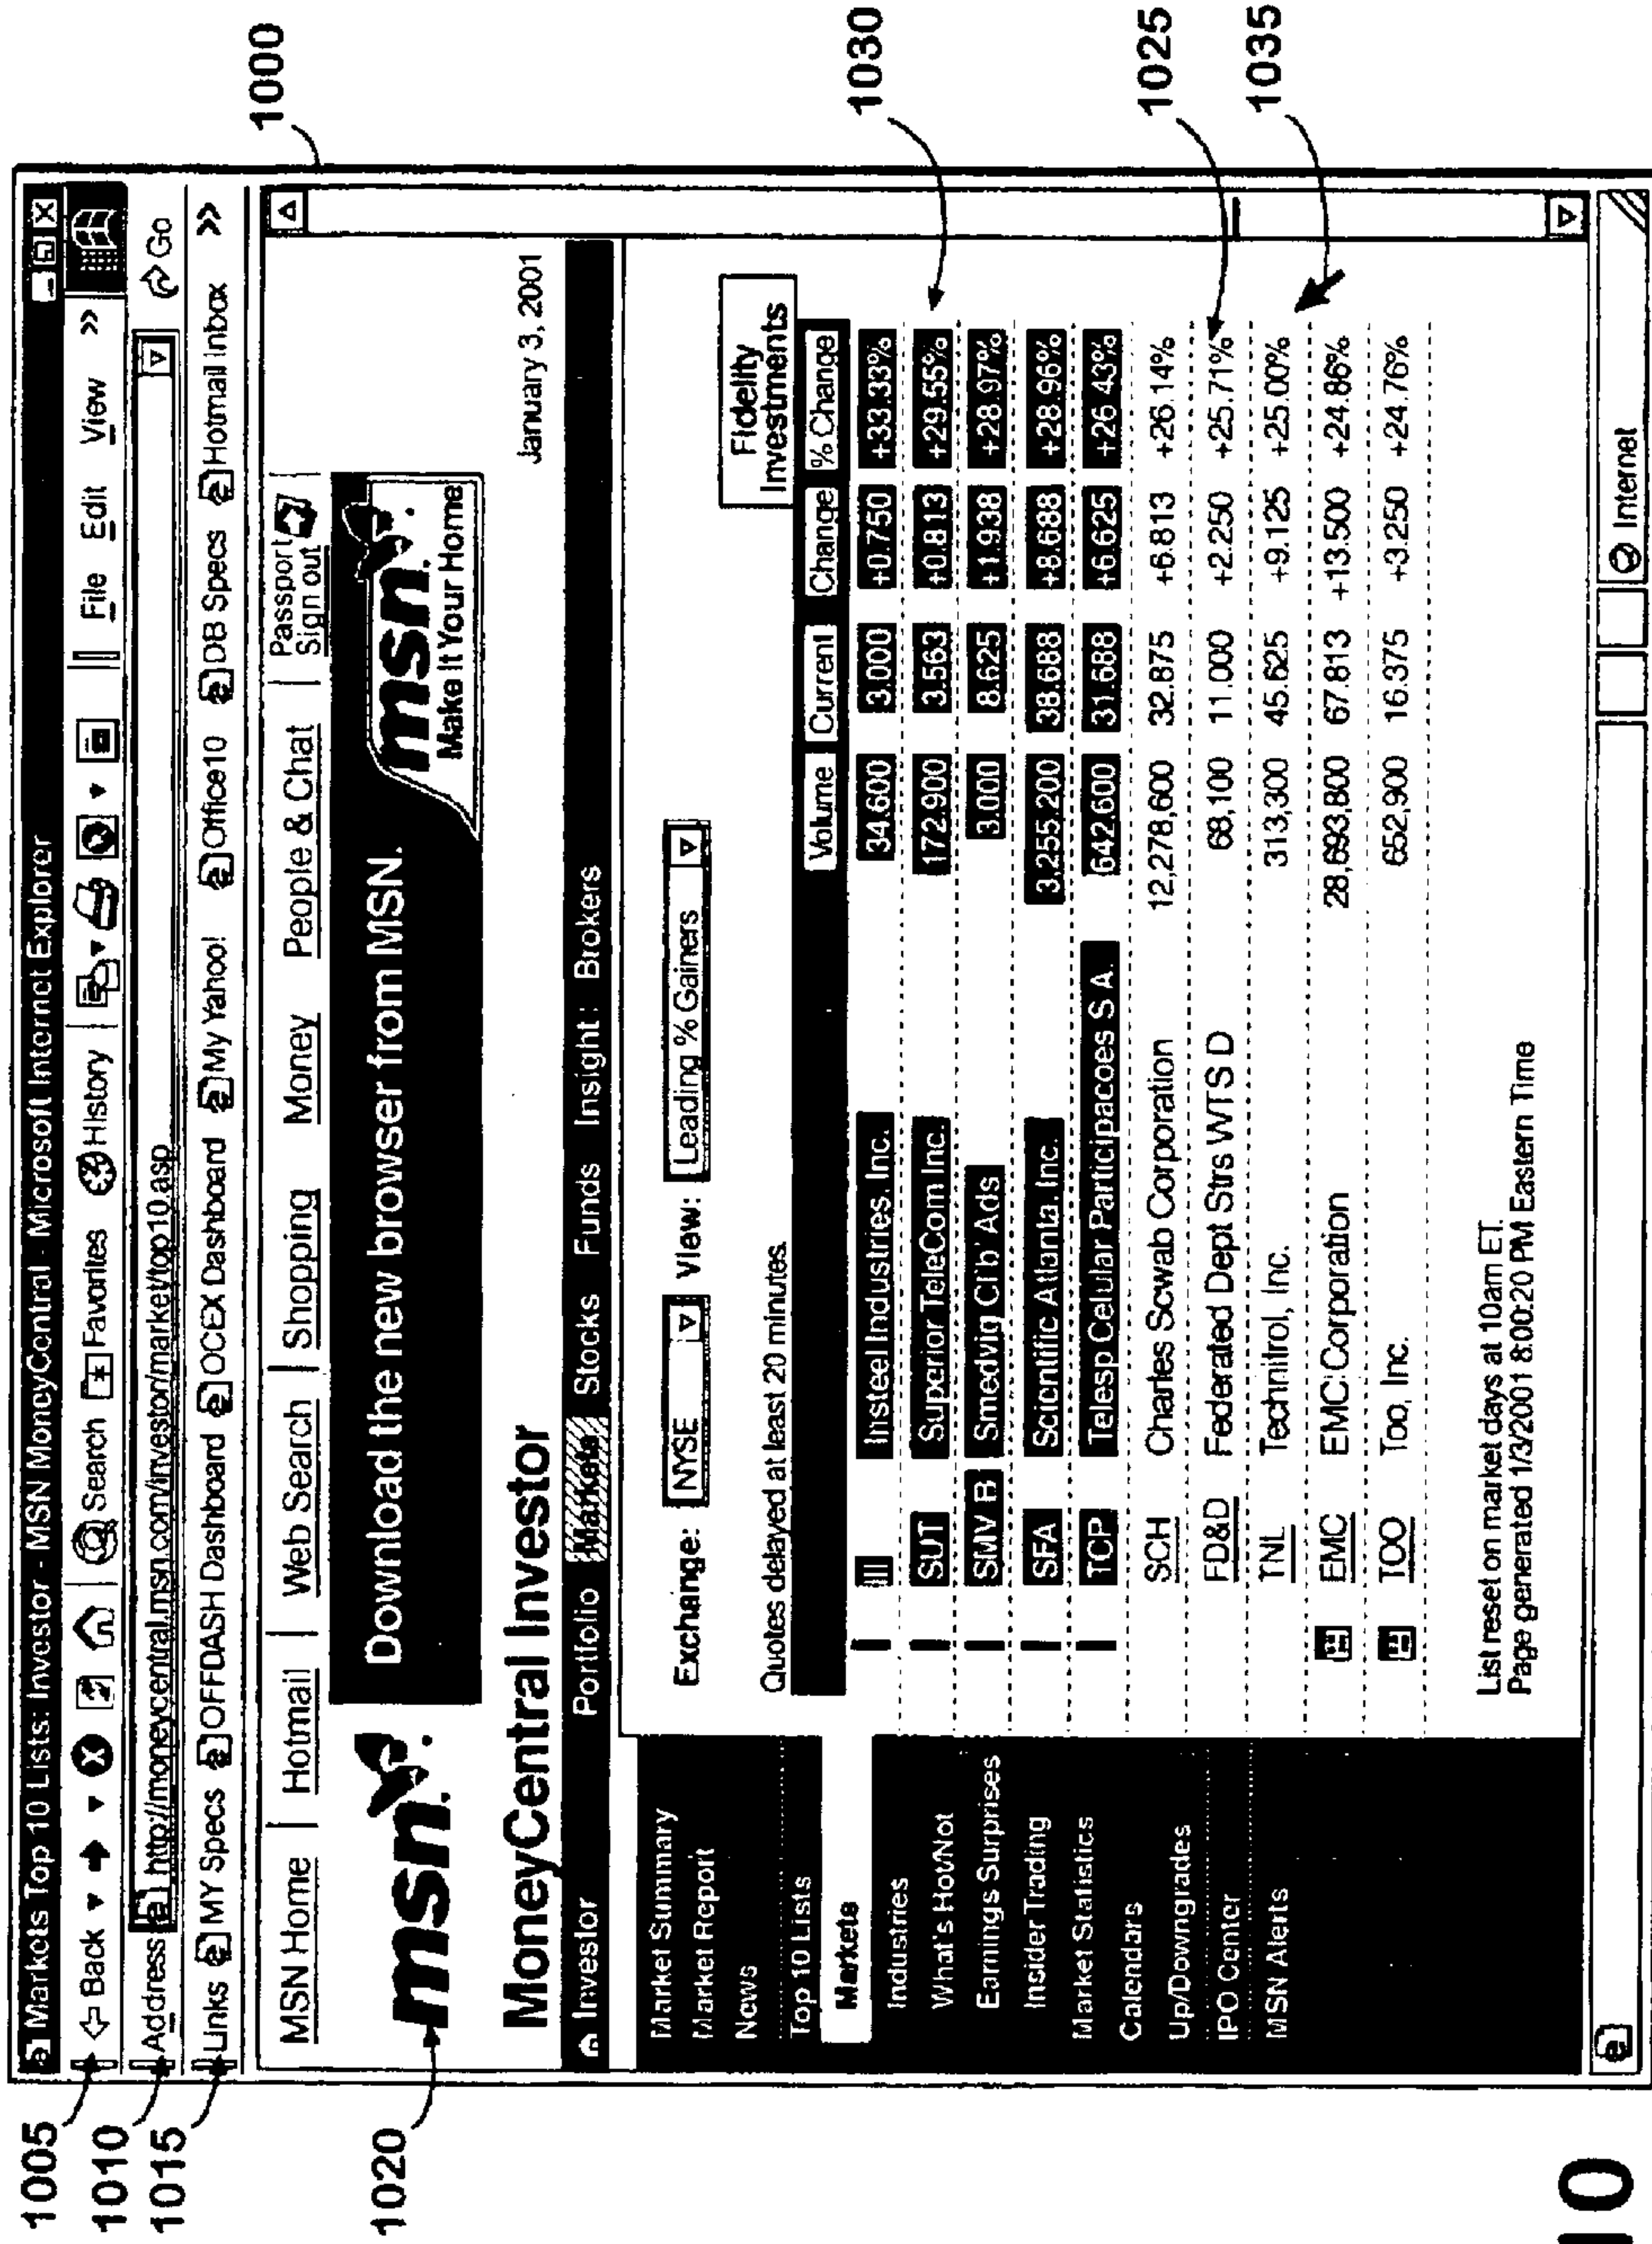 Markets Top 10 Lists: Investor - MSN MoneyCentral - Microsoft Internet Explorer
1005
Back Search Favorites History File Edit View »
1010
Address http://moneycentral.msn.com/investor/market/top10.asp Go
1015
Links MY Specs OFFDASH Dashboard OCEX Dashboard My Yahoo! Office10 DB Specs Hotmail Inbox »
1000
MSN Home | Hotmail | Web Search | Shopping Money People & Chat | Passport Sign out
1020
msn.
Download the new browser from MSN.
msn.
Make It Your Home
MoneyCentral Investor
January 3, 2001
Investor Portfolio Markets Stocks Funds Insight Brokers
Market Summary
Market Report
News
Top 10 Lists
Markets
Industries
What's Hot/Not
Earnings Surprises
Insider Trading
Market Statistics
Calendars
Up/Downgrades
IPO Center
MSN Alerts
Exchange: NYSE View: Leading % Gainers
Fidelity
Investments
Quotes delayed at least 20 minutes.
Volume Current Change % Change
III Insteel Industries, Inc. 34,600 3.000 +0.750 +33.33%
1030
SUT Superior TeleCom Inc. 172,900 3.563 +0.813 +29.55%
SMV B Smedvig Cl'b' Ads 3,000 8.625 +1.938 +28.97%
SFA Scientific Atlanta, Inc. 3,255,200 38.688 +8.688 +28.96%
TCP Telesp Celular Participacoes S.A. 642,600 31.688 +6.625 +26.43%
SCH Charles Scwab Corporation 12,278,600 32.875 +6.813 +26.14%
1025
FD&D Federated Dept Strs WTS D 68,100 11.000 +2.250 +25.71%
1035
TNL Technitrol, Inc. 313,300 45.625 +9.125 +25.00%
EMC EMC Corporation 28,693,800 67.813 +13.500 +24.86%
TOO Too, Inc. 652,900 16.375 +3.250 +24.76%
List reset on market days at 10am ET.
Page generated 1/3/2001 8:00:20 PM Eastern Time
Internet
10